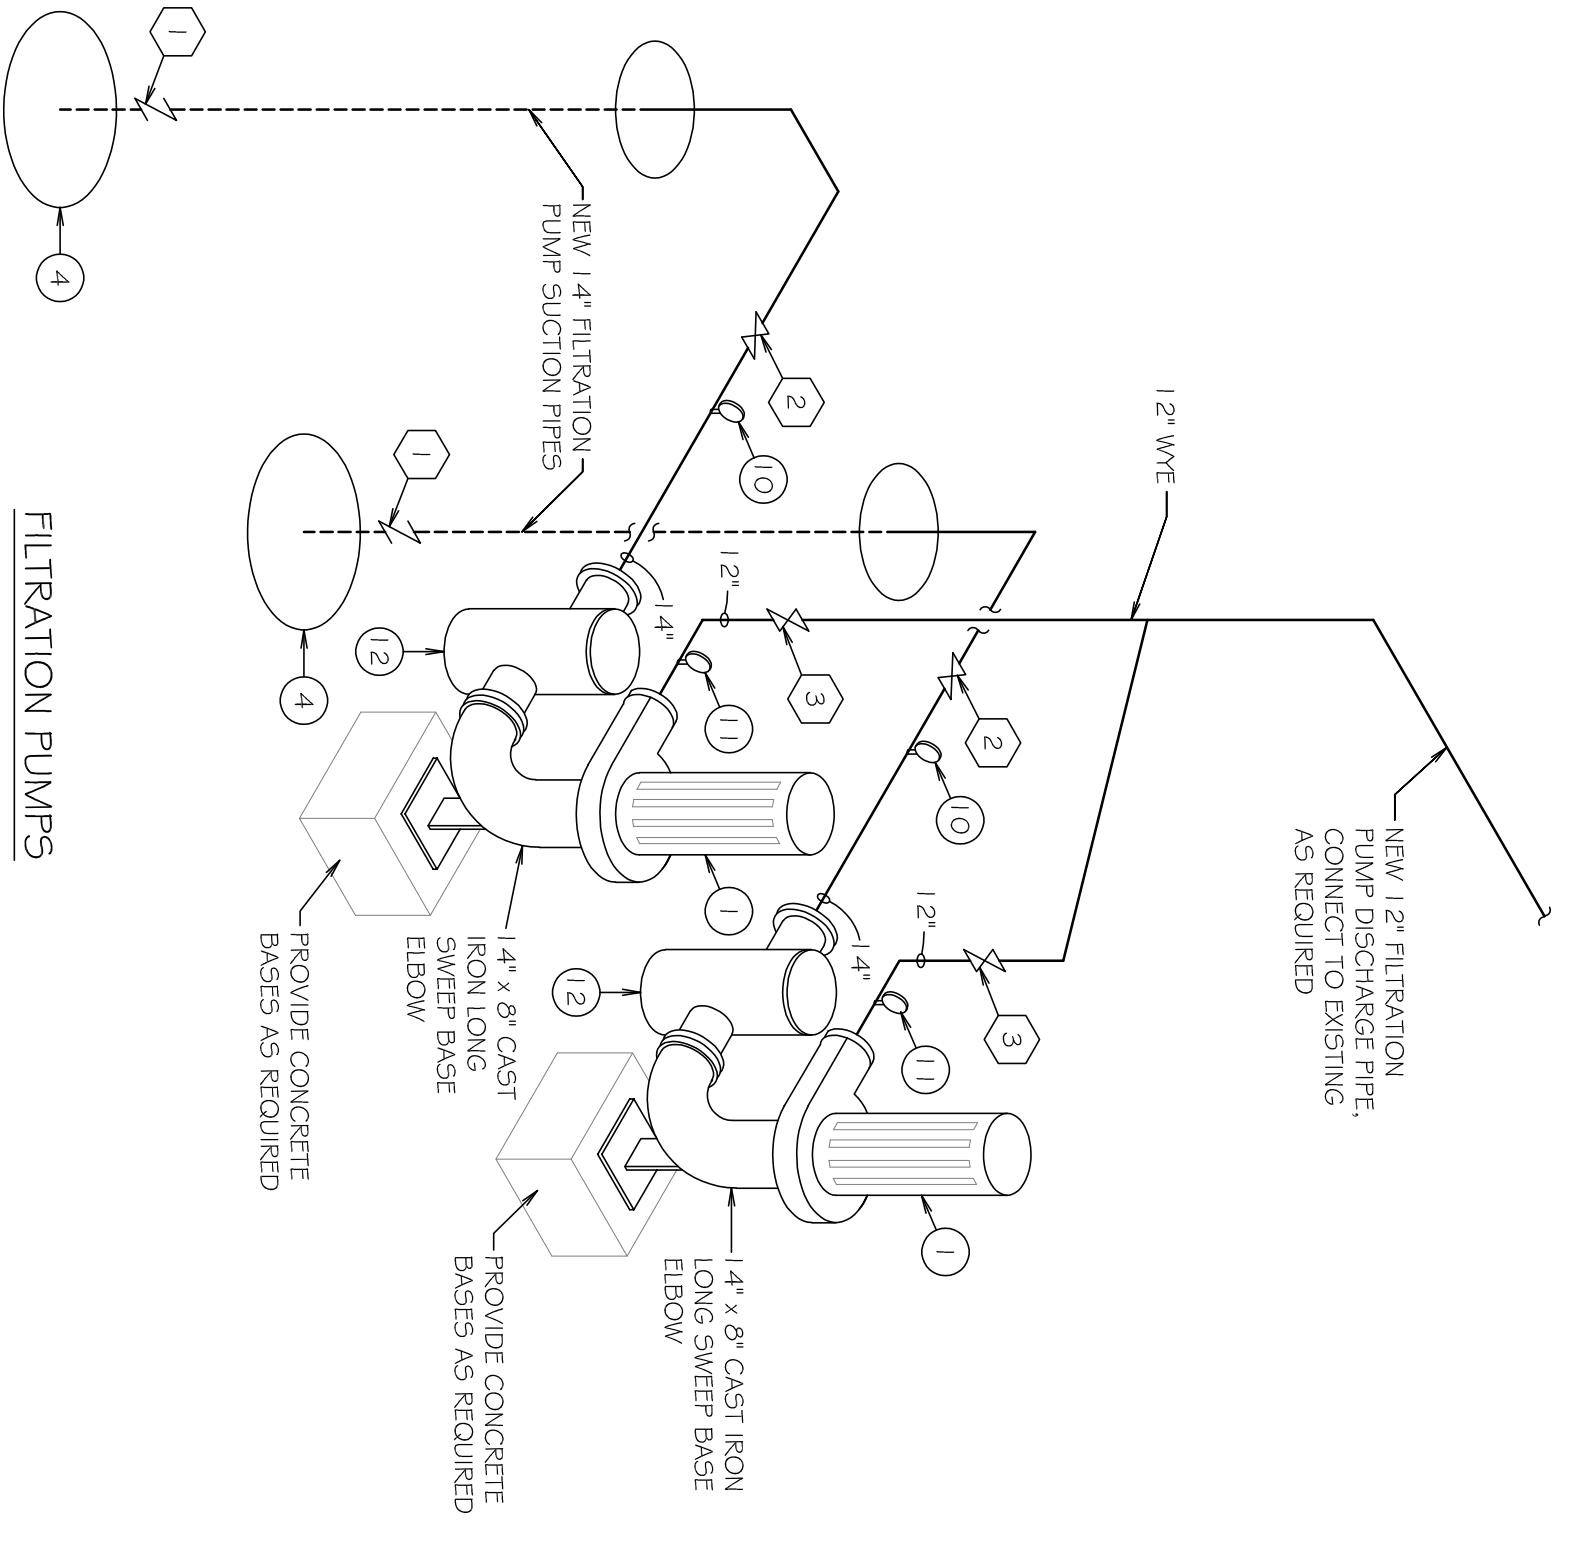 NEW 12" FILTRATION
PUMP DISCHARGE PIPE,
CONNECT TO EXISTING
AS REQUIRED
12" WYE
3
12"
11
2
10
14"
1
12
14" x 8" CAST IRON
LONG SWEEP BASE
ELBOW
PROVIDE CONCRETE
BASES AS REQUIRED
2
10
3
12"
11
14"
1
12
14" x 8" CAST
IRON LONG
SWEEP BASE
ELBOW
PROVIDE CONCRETE
BASES AS REQUIRED
NEW 14" FILTRATION
PUMP SUCTION PIPES
1
1
4
4
FILTRATION PUMPS